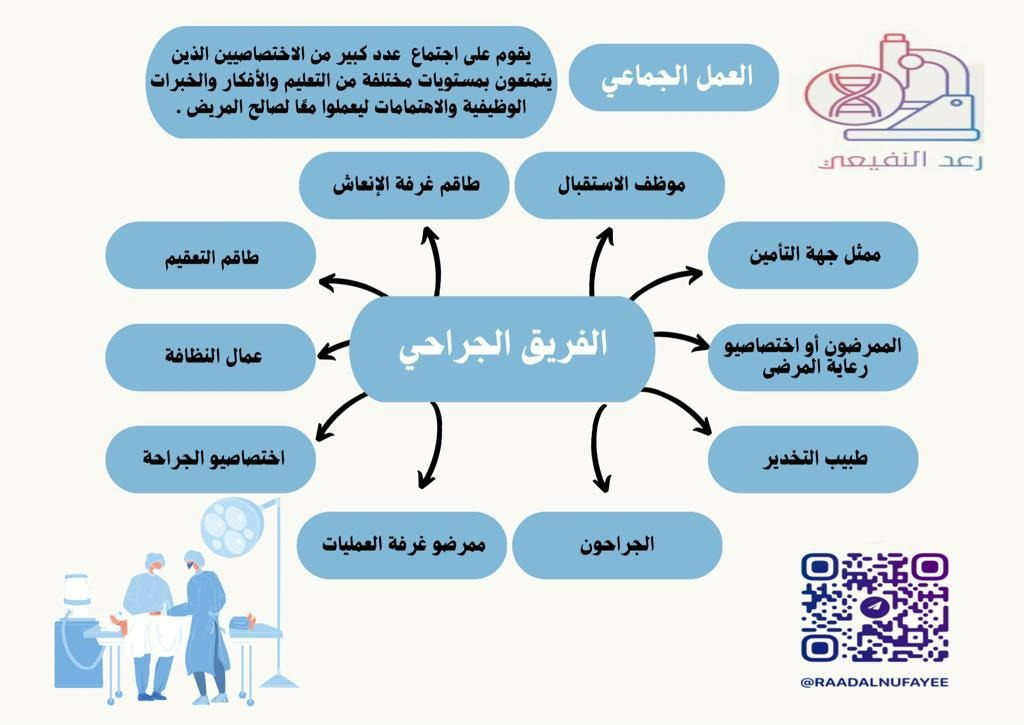 العمل الجماعي
يقوم على اجتماع عدد كبير من الاختصاصيين الذين
يتمتعون بمستويات مختلفة من التعليم والأفكار والخبرات
الوظيفية والاهتمامات ليعملوا معًا لصالح المريض .
رعد النفيعي
موظف الاستقبال
طاقم غرفة الإنعاش
ممثل جهة التأمين
طاقم التعقيم
الفريق الجراحي
الممرضون أو اختصاصيو
رعاية المرضى
عمال النظافة
طبيب التخدير
اختصاصيو الجراحة
الجراحون
ممرضو غرفة العمليات
@RAADALNUFAYEE